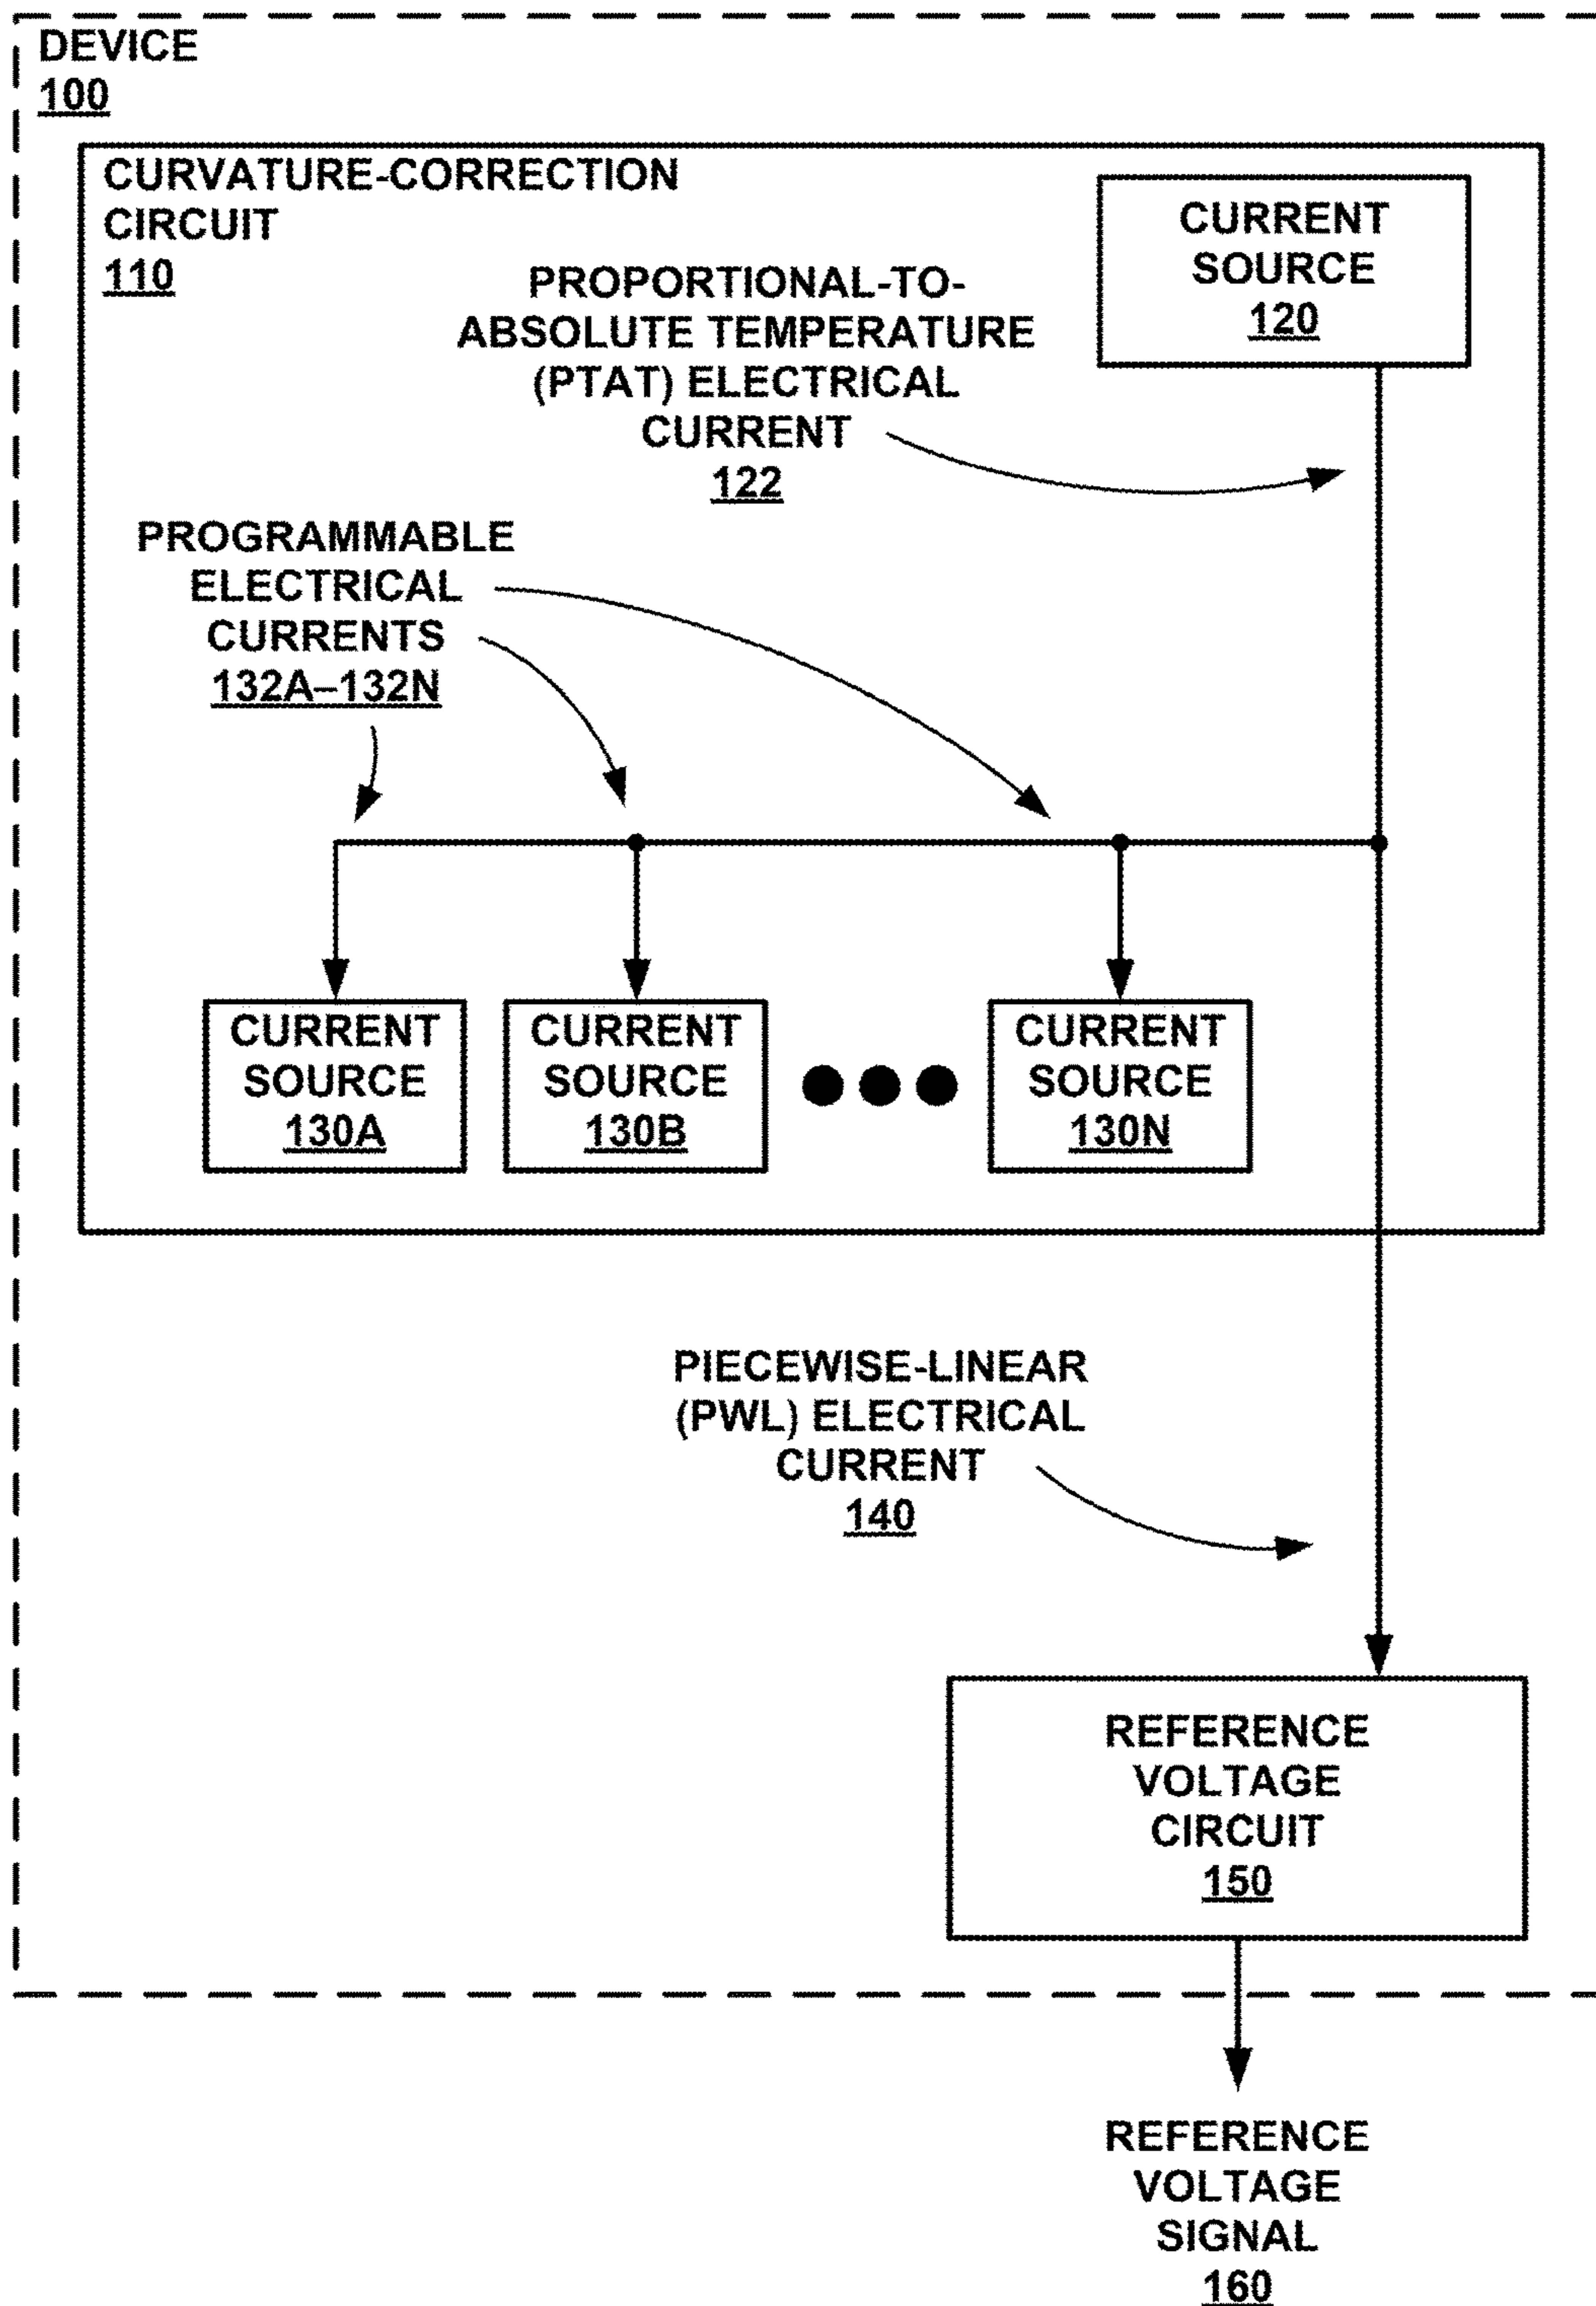 DEVICE
100
CURVATURE-CORRECTION
CIRCUIT
110
CURRENT
SOURCE
120
PROPORTIONAL-TO-
ABSOLUTE TEMPERATURE
(PTAT) ELECTRICAL
CURRENT
122
PROGRAMMABLE
ELECTRICAL
CURRENTS
132A–132N
CURRENT
SOURCE
130A
CURRENT
SOURCE
130B
CURRENT
SOURCE
130N
PIECEWISE-LINEAR
(PWL) ELECTRICAL
CURRENT
140
REFERENCE
VOLTAGE
CIRCUIT
150
REFERENCE
VOLTAGE
SIGNAL
160